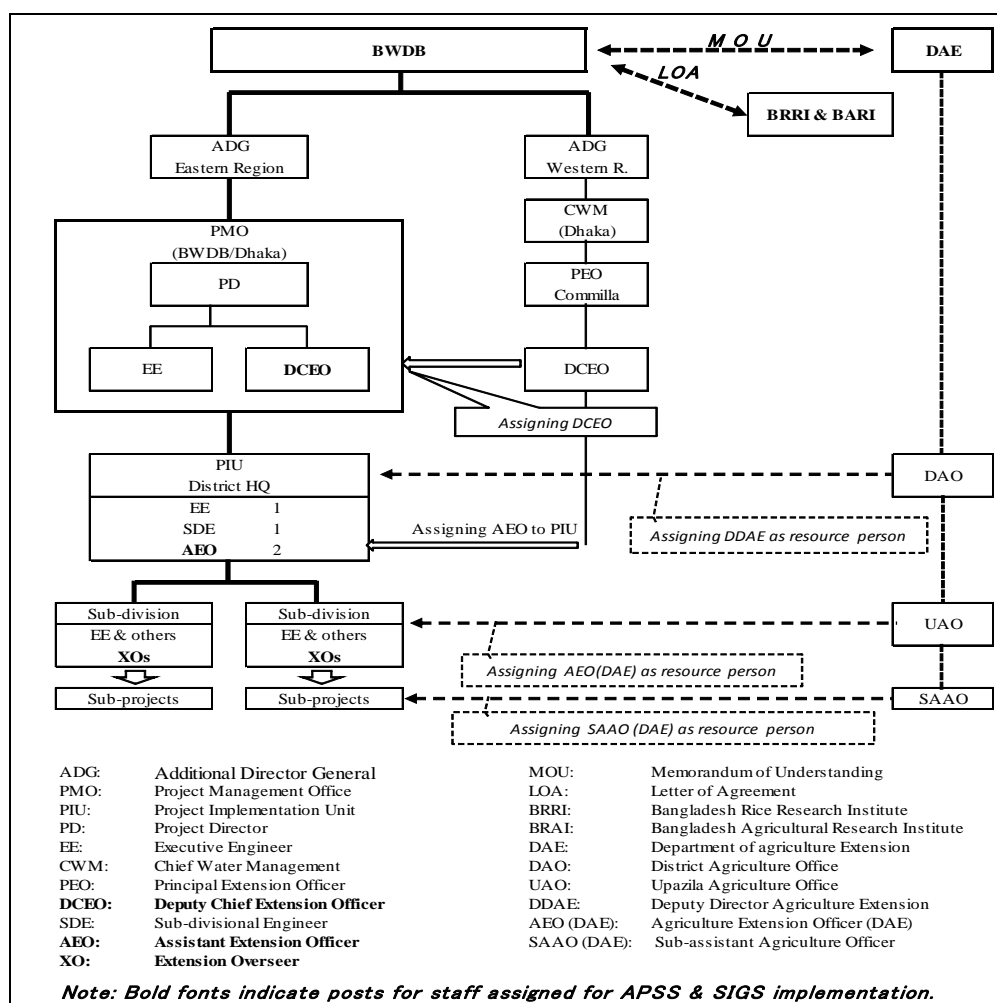 BWDB
M O U
DAE
LOA
BRRI & BARI
ADG
Eastern Region
ADG
Western R.
CWM
(Dhaka)
PMO
(BWDB/Dhaka)
PD
PEO
Commilla
EE
DCEO
DCEO
Assigning DCEO
PIU
District HQ
EE 1
SDE 1
AEO 2
Assigning AEO to PIU
DAO
Assigning DDAE as resource person
Sub-division
EE & others
XOs
Sub-projects
Sub-division
EE & others
XOs
Sub-projects
UAO
Assigning AEO(DAE) as resource person
SAAO
Assigning SAAO (DAE) as resource person
ADG: Additional Director General
PMO: Project Management Office
PIU: Project Implementation Unit
PD: Project Director
EE: Executive Engineer
CWM: Chief Water Management
PEO: Principal Extension Officer
DCEO: Deputy Chief Extension Officer
SDE: Sub-divisional Engineer
AEO: Assistant Extension Officer
XO: Extension Overseer
MOU: Memorandum of Understanding
LOA: Letter of Agreement
BRRI: Bangladesh Rice Research Institute
BRAI: Bangladesh Agricultural Research Institute
DAE: Department of agriculture Extension
DAO: District Agriculture Office
UAO: Upazila Agriculture Office
DDAE: Deputy Director Agriculture Extension
AEO (DAE): Agriculture Extension Officer (DAE)
SAAO (DAE): Sub-assistant Agriculture Officer
Note: Bold fonts indicate posts for staff assigned for APSS & SIGS implementation.